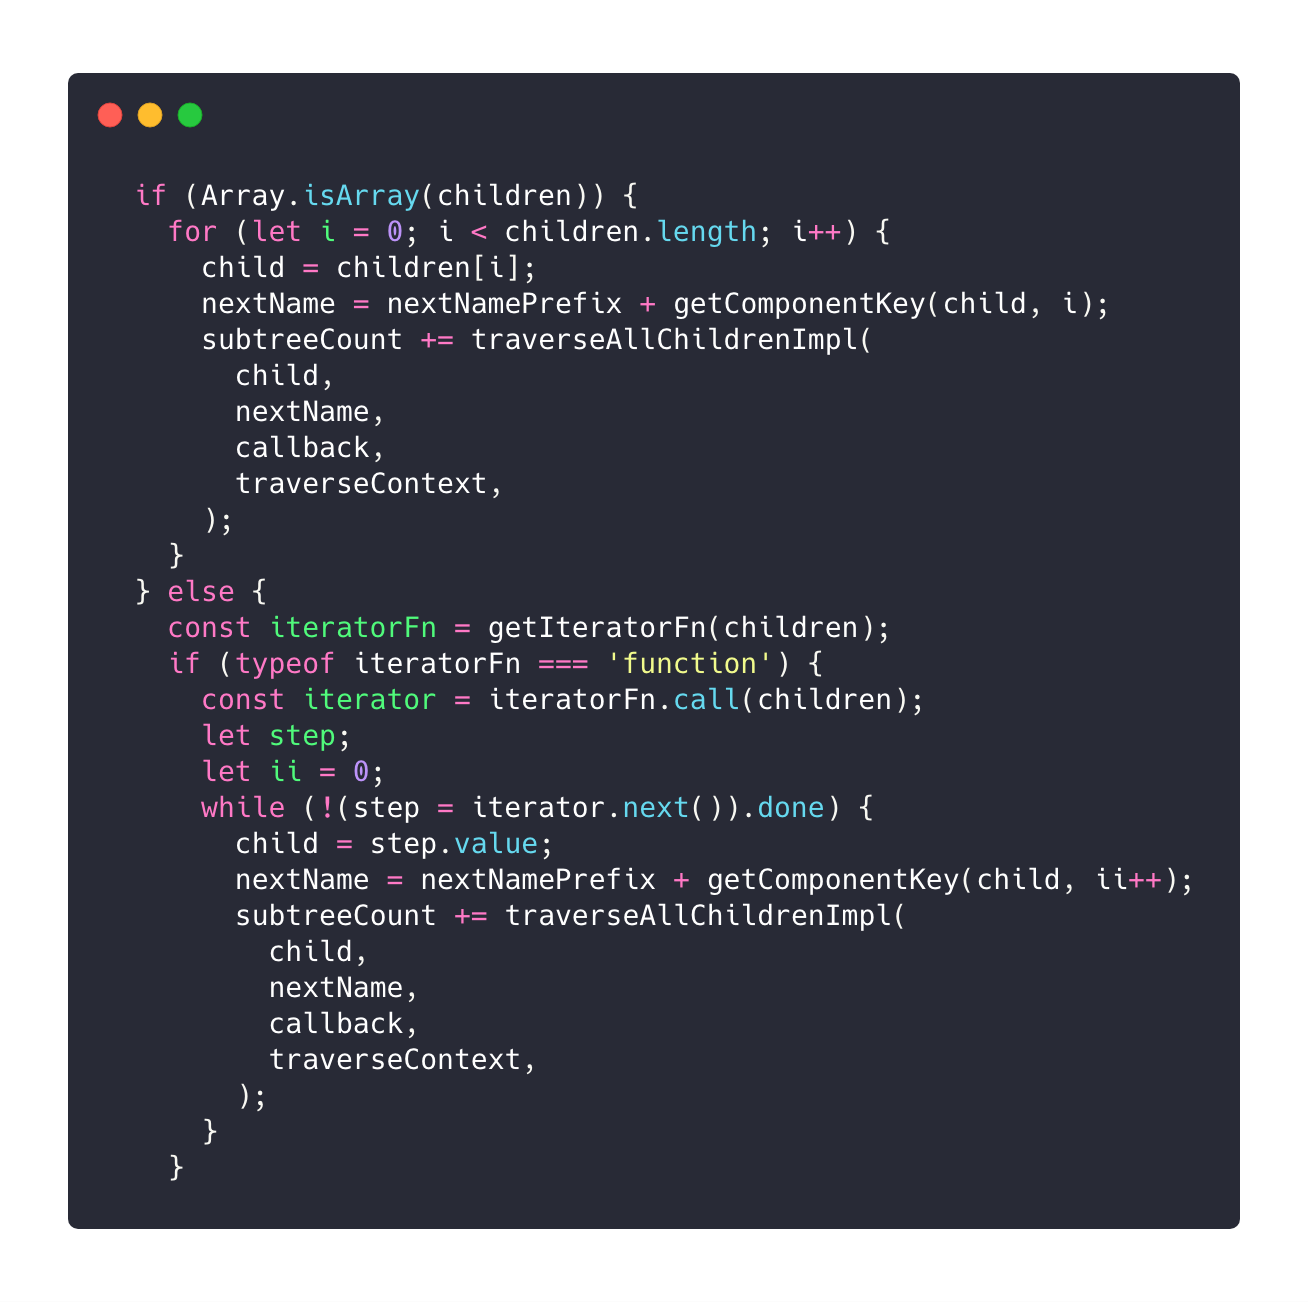 if (Array.isArray(children)) {
  for (let i = 0; i < children.length; i++) {
    child = children[i];
    nextName = nextNamePrefix + getComponentKey(child, i);
    subtreeCount += traverseAllChildrenImpl(
      child,
      nextName,
      callback,
      traverseContext,
    );
  }
} else {
  const iteratorFn = getIteratorFn(children);
  if (typeof iteratorFn === 'function') {
    const iterator = iteratorFn.call(children);
    let step;
    let ii = 0;
    while (!(step = iterator.next()).done) {
      child = step.value;
      nextName = nextNamePrefix + getComponentKey(child, ii++);
      subtreeCount += traverseAllChildrenImpl(
        child,
        nextName,
        callback,
        traverseContext,
      );
    }
  }